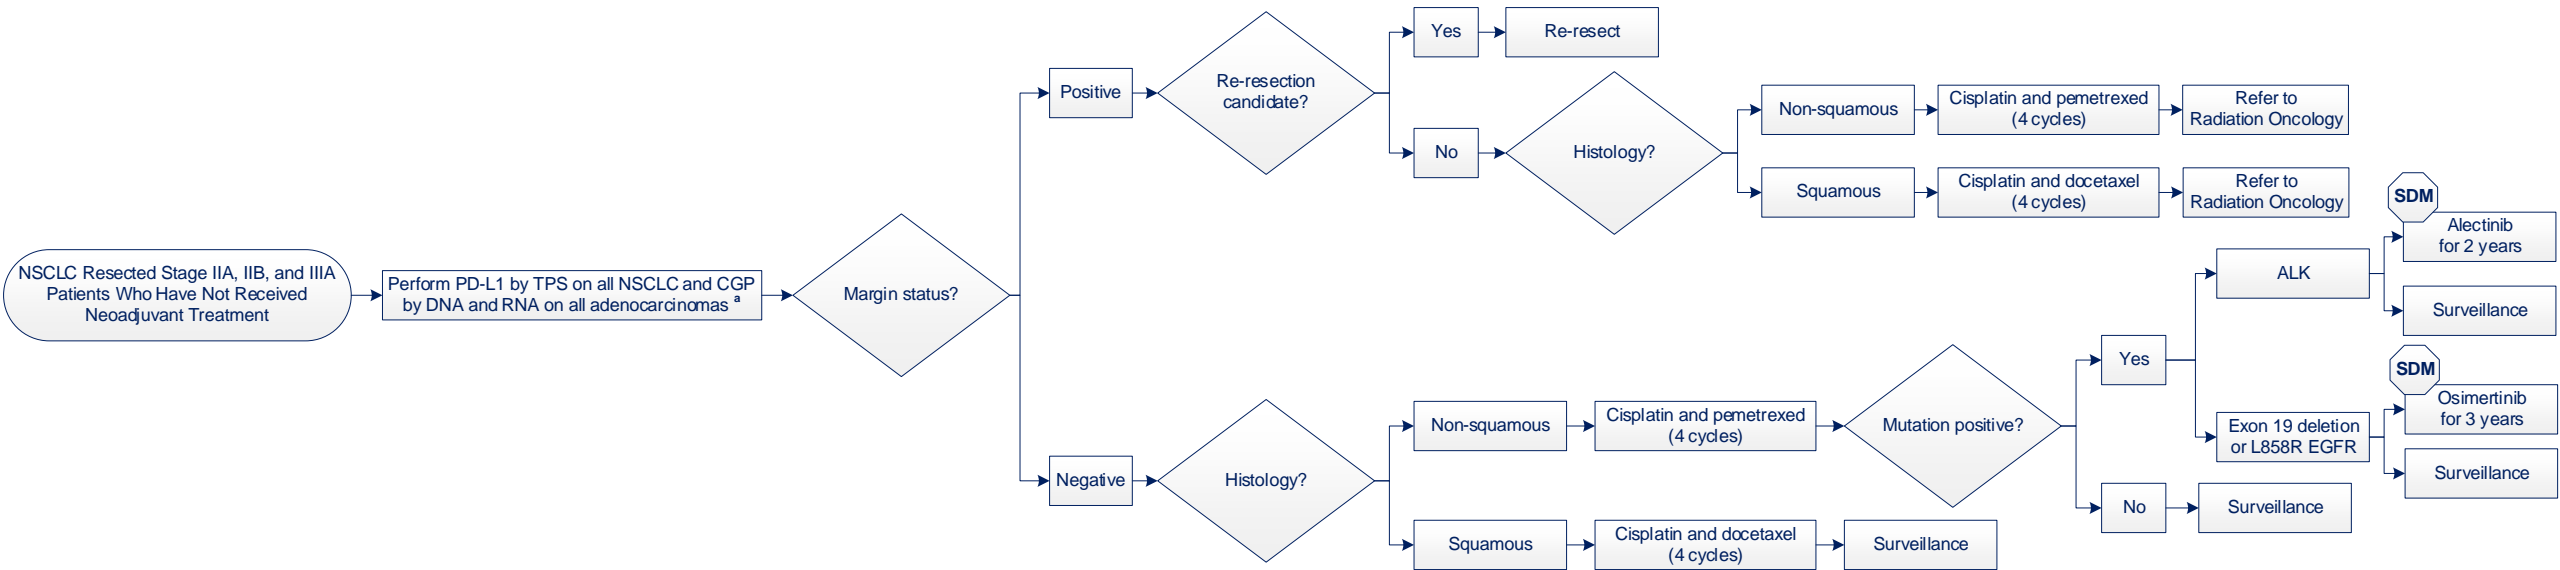 NSCLC Resected Stage IIA, IIB, and IIIA
Patients Who Have Not Received
Neoadjuvant Treatment
Perform PD-L1 by TPS on all NSCLC and CGP
by DNA and RNA on all adenocarcinomas a
Margin status?
Positive
Re-resection
candidate?
Yes
Re-resect
No
Histology?
Non-squamous
Cisplatin and pemetrexed
(4 cycles)
Refer to
Radiation Oncology
Squamous
Cisplatin and docetaxel
(4 cycles)
Refer to
Radiation Oncology
Negative
Histology?
Non-squamous
Cisplatin and pemetrexed
(4 cycles)
Mutation positive?
Yes
ALK
SDM
Alectinib
for 2 years
Surveillance
Exon 19 deletion
or L858R EGFR
SDM
Osimertinib
for 3 years
Surveillance
No
Surveillance
Squamous
Cisplatin and docetaxel
(4 cycles)
Surveillance